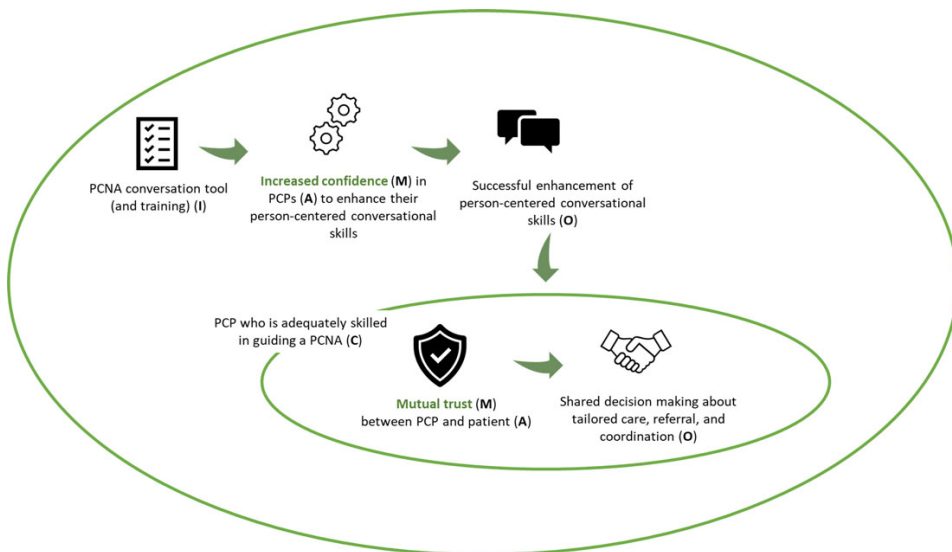 PCNA conversation tool
(and training) (I)
Increased confidence (M) in
PCPs (A) to enhance their
person-centered conversational
skills
Successful enhancement of
person-centered conversational
skills (O)
PCP who is adequately skilled
in guiding a PCNA (C)
Mutual trust (M)
between PCP and patient (A)
Shared decision making about
tailored care, referral, and
coordination (O)